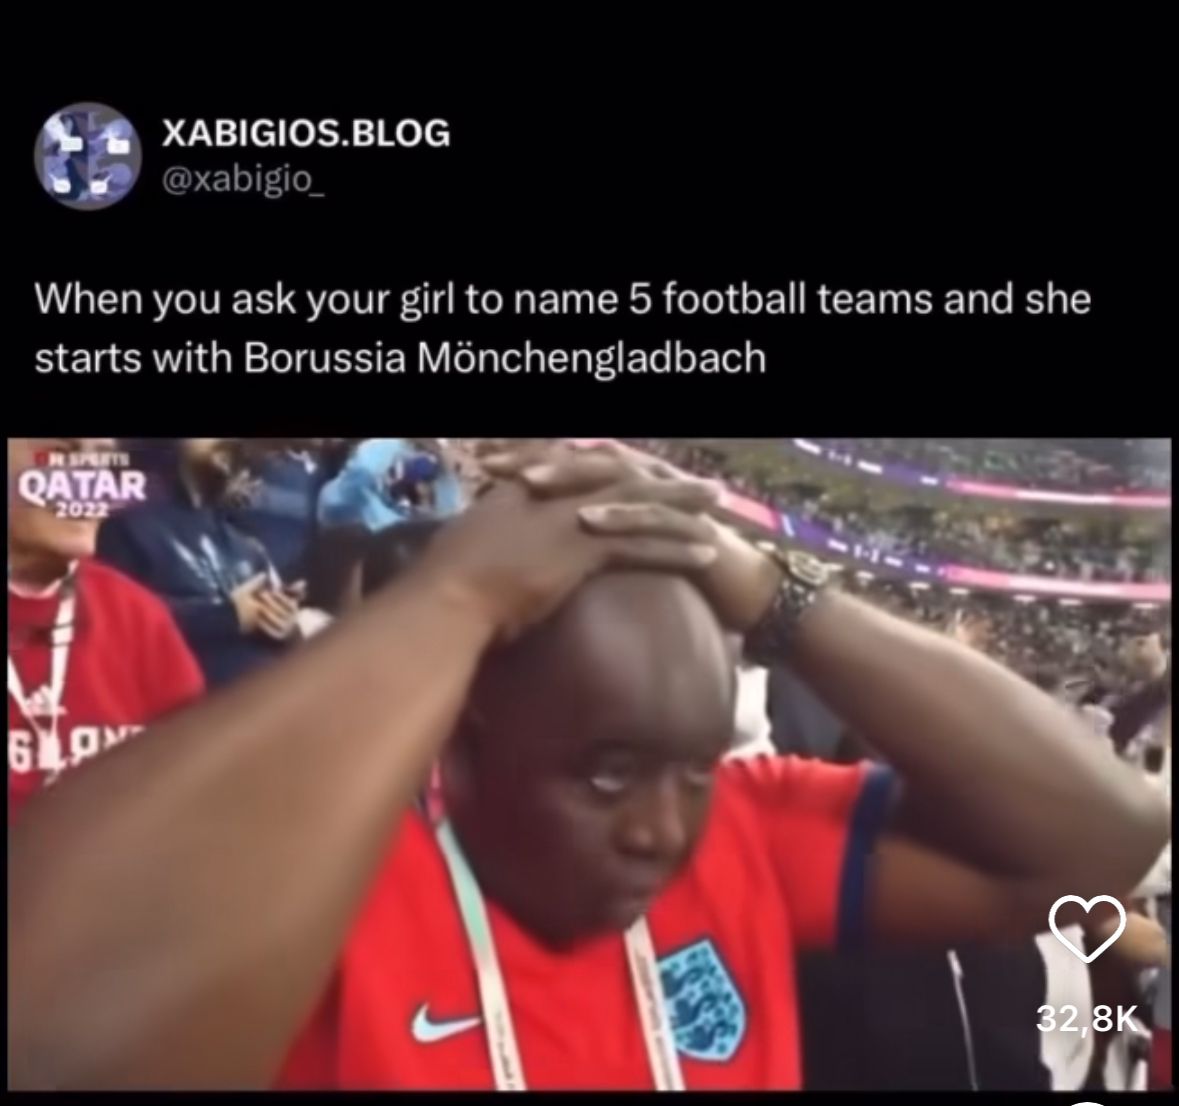 XABIGIOS.BLOG
@xabigio_
When you ask your girl to name 5 football teams and she
starts with Borussia Mönchengladbach
QATAR
2022
32,8K